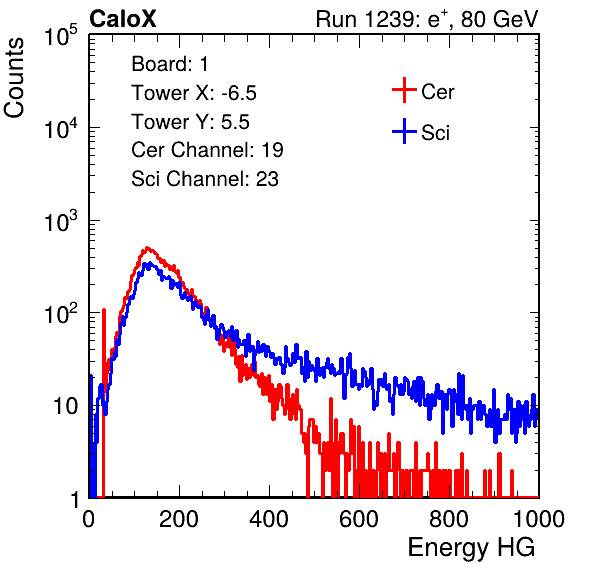 CaloX Run 1239: e⁺, 80 GeV
Counts
10⁵
10⁴
10³
10²
10
1
Board: 1
Tower X: -6.5
Tower Y: 5.5
Cer Channel: 19
Sci Channel: 23
Cer
Sci
0 200 400 600 800 1000
Energy HG